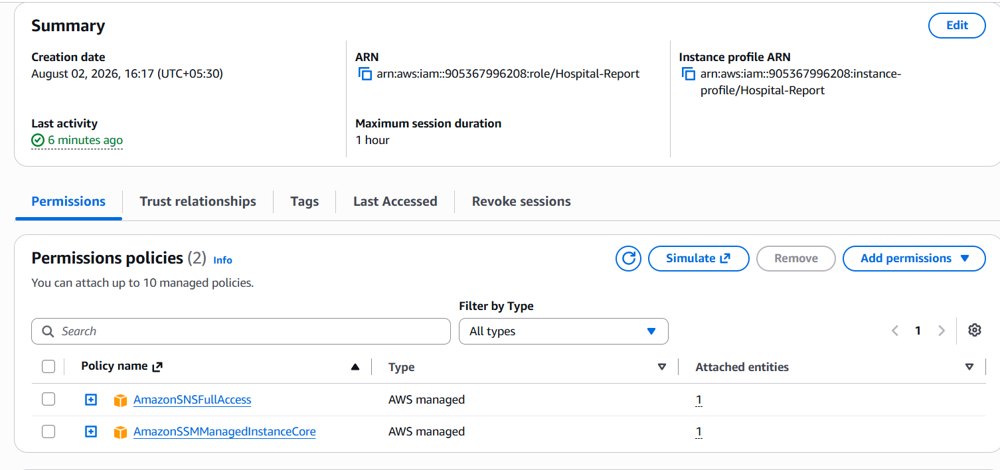 Summary
Edit
Creation date
August 02, 2026, 16:17 (UTC+05:30)
ARN
arn:aws:iam::905367996208:role/Hospital-Report
Instance profile ARN
arn:aws:iam::905367996208:instance-
profile/Hospital-Report
Last activity
6 minutes ago
Maximum session duration
1 hour
Permissions
Trust relationships
Tags
Last Accessed
Revoke sessions
Permissions policies (2) Info
Simulate
Remove
Add permissions
You can attach up to 10 managed policies.
Filter by Type
Search
All types
1
Policy name
Type
Attached entities
AmazonSNSFullAccess
AWS managed
1
AmazonSSMManagedInstanceCore
AWS managed
1